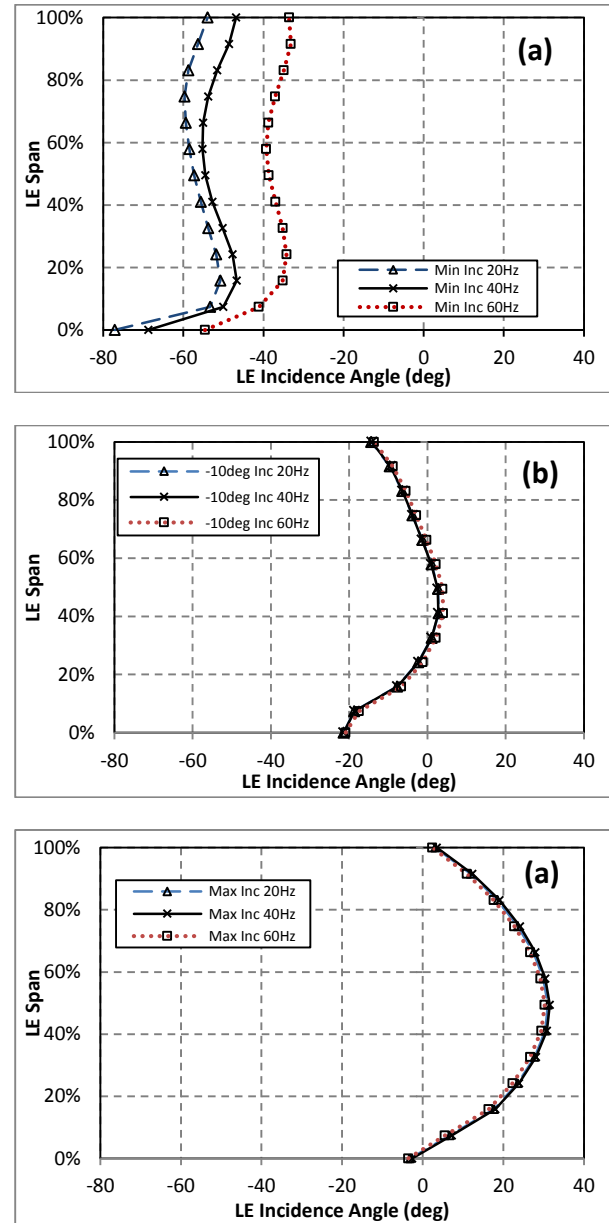 100%
(a)
80%
60%
LE Span
40%
Min Inc 20Hz
20%
Min Inc 40Hz
Min Inc 60Hz
0%
-80 -60 -40 -20 0 20 40
LE Incidence Angle (deg)
100%
(b)
-10deg Inc 20Hz
80%
-10deg Inc 40Hz
-10deg Inc 60Hz
60%
LE Span
40%
20%
0%
-80 -60 -40 -20 0 20 40
LE Incidence Angle (deg)
100%
(a)
Max Inc 20Hz
80%
Max Inc 40Hz
Max Inc 60Hz
60%
LE Span
40%
20%
0%
-80 -60 -40 -20 0 20 40
LE Incidence Angle (deg)